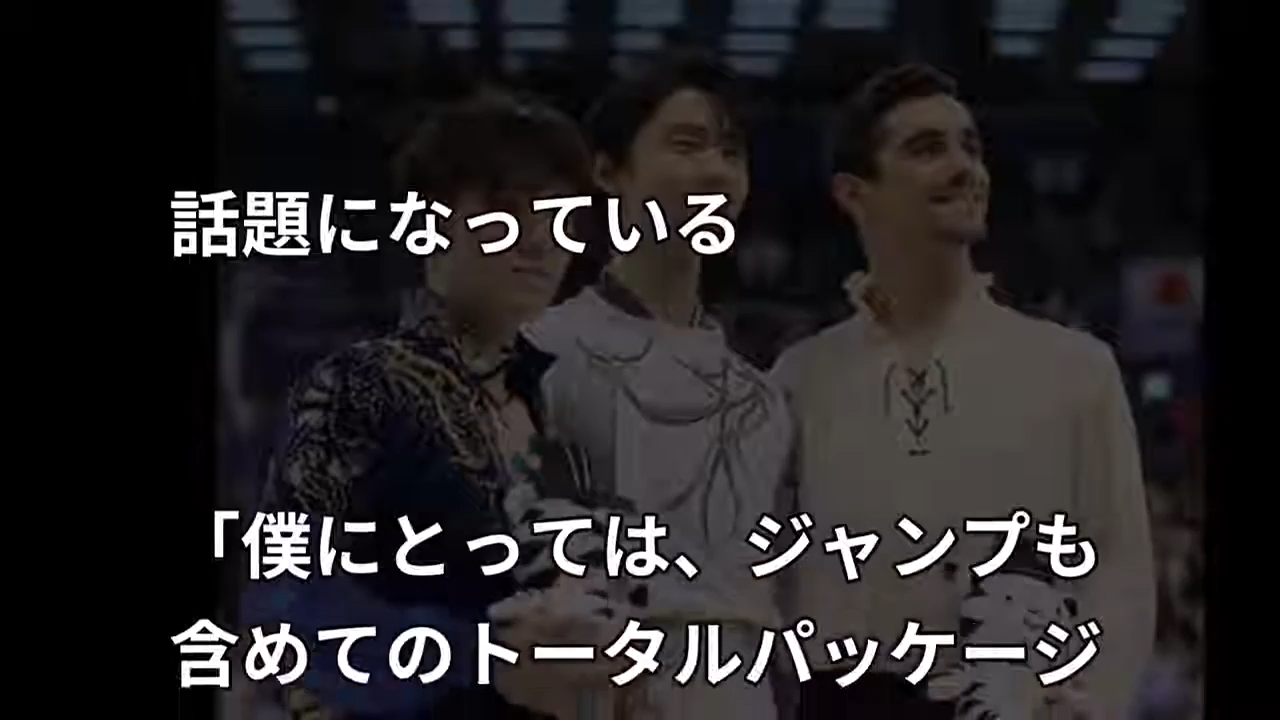 話題になっている
「僕にとっては、ジャンプも
含めてのトータルパッケージ